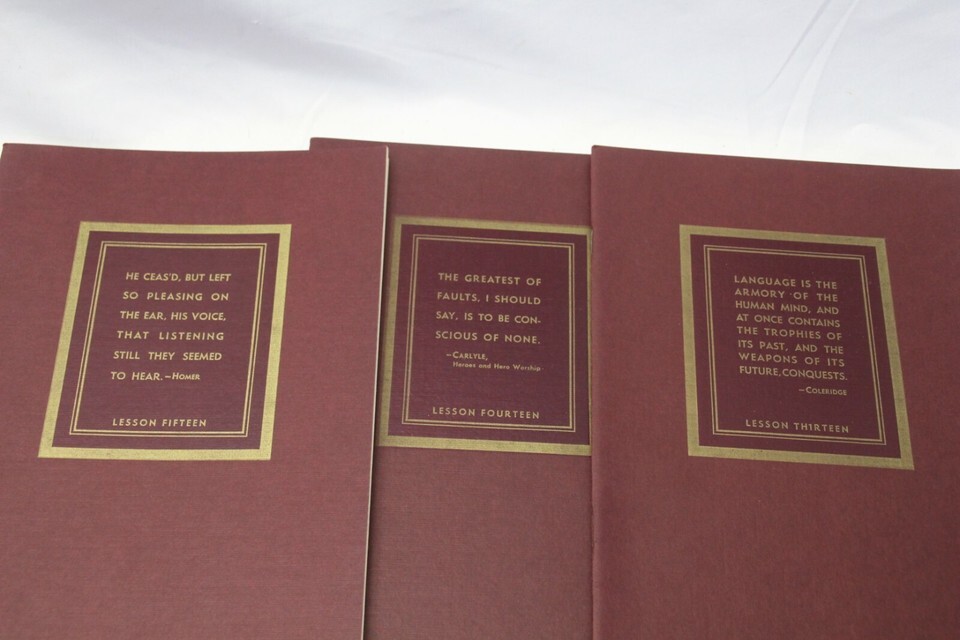 HE CEAS'D, BUT LEFT
SO PLEASING ON
THE EAR, HIS VOICE,
THAT LISTENING
STILL THEY SEEMED
TO HEAR. —HOMER
LESSON FIFTEEN
THE GREATEST OF
FAULTS, I SHOULD
SAY, IS TO BE CON-
SCIOUS OF NONE.
—CARLYLE,
Heroes and Hero Worship
LESSON FOURTEEN
LANGUAGE IS THE
ARMORY OF THE
HUMAN MIND, AND
AT ONCE CONTAINS
THE TROPHIES OF
ITS PAST, AND THE
WEAPONS OF ITS
FUTURE, CONQUESTS.
—COLERIDGE
LESSON THIRTEEN